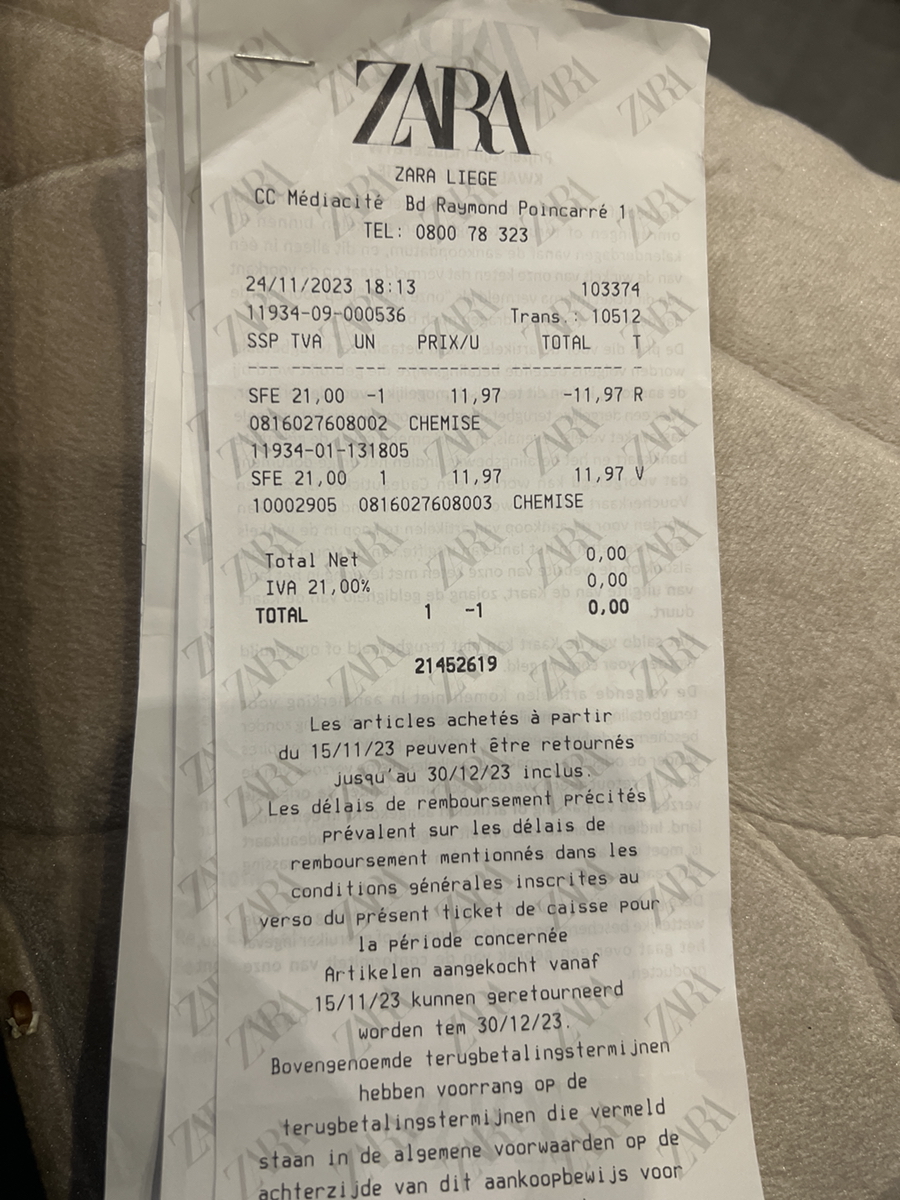 ZARA
ZARA LIEGE
CC Médiacité Bd Raymond Poincarré 1
TEL: 0800 78 323
24/11/2023 18:13 103374
11934-09-000536 Trans.: 10512
SSP TVA UN PRIX/U TOTAL T
--- ----- --- ---------- ----------- -
SFE 21,00 -1 11,97 -11,97 R
0816027608002 CHEMISE
11934-01-131805
SFE 21,00 1 11,97 11,97 V
10002905 0816027608003 CHEMISE
Total Net 0,00
IVA 21,00% 0,00
TOTAL 1 -1 0,00
21452619
Les articles achetés à partir
du 15/11/23 peuvent être retournés
jusqu'au 30/12/23 inclus.
Les délais de remboursement précités
prévalent sur les délais de
remboursement mentionnés dans les
conditions générales inscrites au
verso du présent ticket de caisse pour
la période concernée
Artikelen aangekocht vanaf
15/11/23 kunnen geretourneerd
worden tem 30/12/23.
Bovengenoemde terugbetalingstermijnen
hebben voorrang op de
terugbetalingstermijnen die vermeld
staan in de algemene voorwaarden op de
achterzijde van dit aankoopbewijs voor